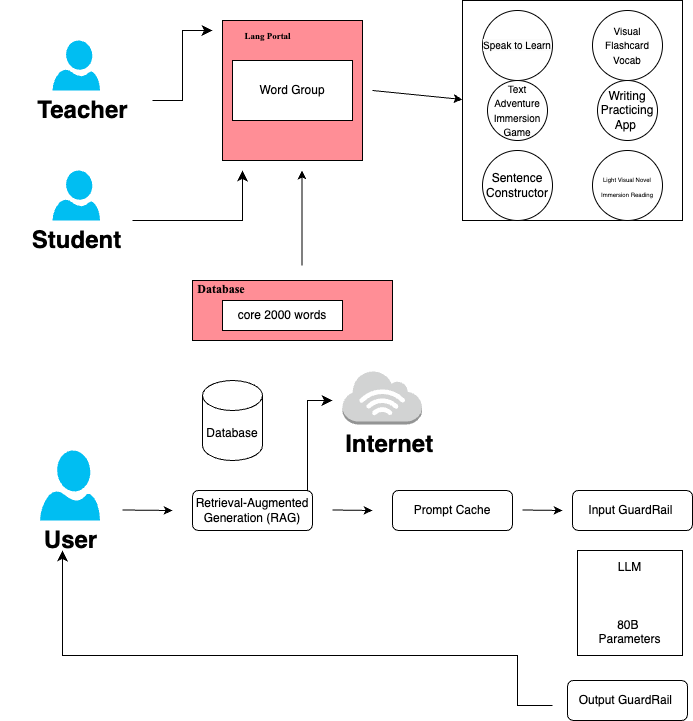 Teacher
Student
Lang Portal
Word Group
Speak to Learn
Visual
Flashcard
Vocab
Text
Adventure
Immersion
Game
Writing
Practicing
App
Sentence
Constructor
Light Visual Novel
Immersion Reading
Database
core 2000 words
Database
Internet
User
Retrieval-Augmented
Generation (RAG)
Prompt Cache
Input GuardRail
LLM
80B
Parameters
Output GuardRail